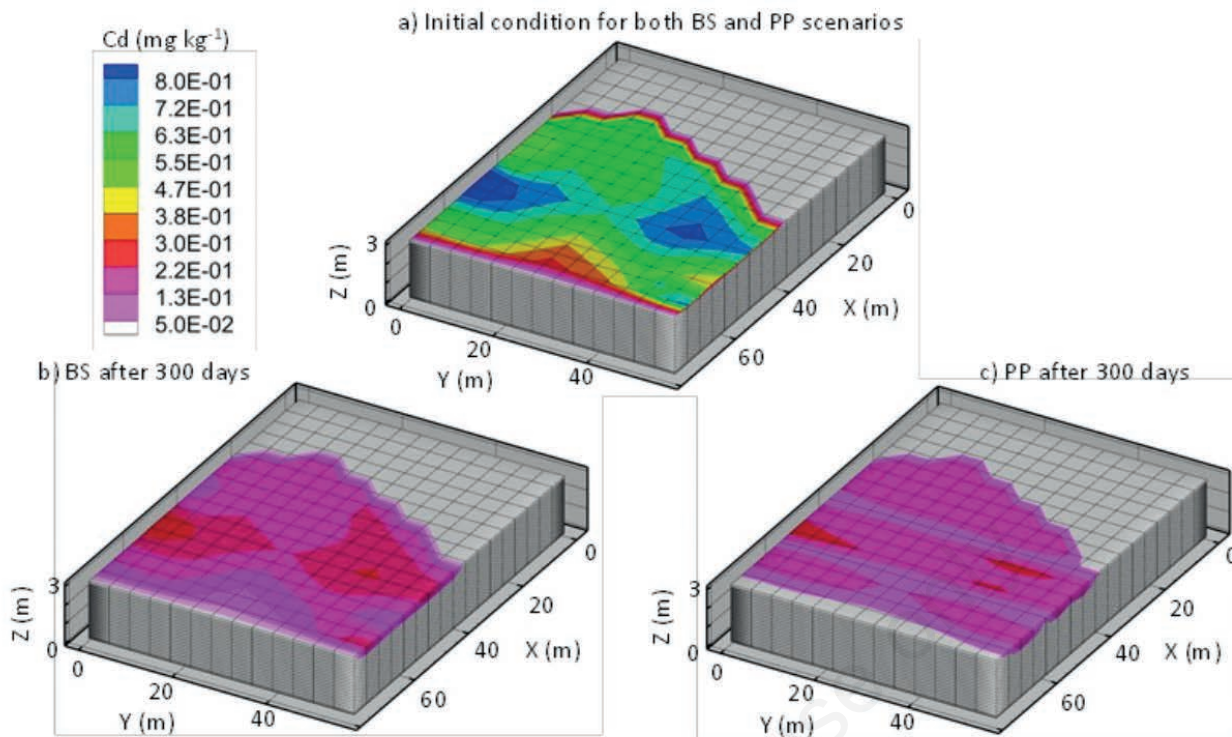 a) Initial condition for both BS and PP scenarios
Cd (mg kg⁻¹)
8.0E-01
7.2E-01
6.3E-01
5.5E-01
4.7E-01
3.8E-01
3.0E-01
2.2E-01
1.3E-01
5.0E-02
3
0
Z (m)
0
20
40
Y (m)
0
20
40
60
X (m)
b) BS after 300 days
3
0
Z (m)
0
20
40
Y (m)
0
20
40
60
X (m)
c) PP after 300 days
3
0
Z (m)
0
20
40
Y (m)
0
20
40
60
X (m)